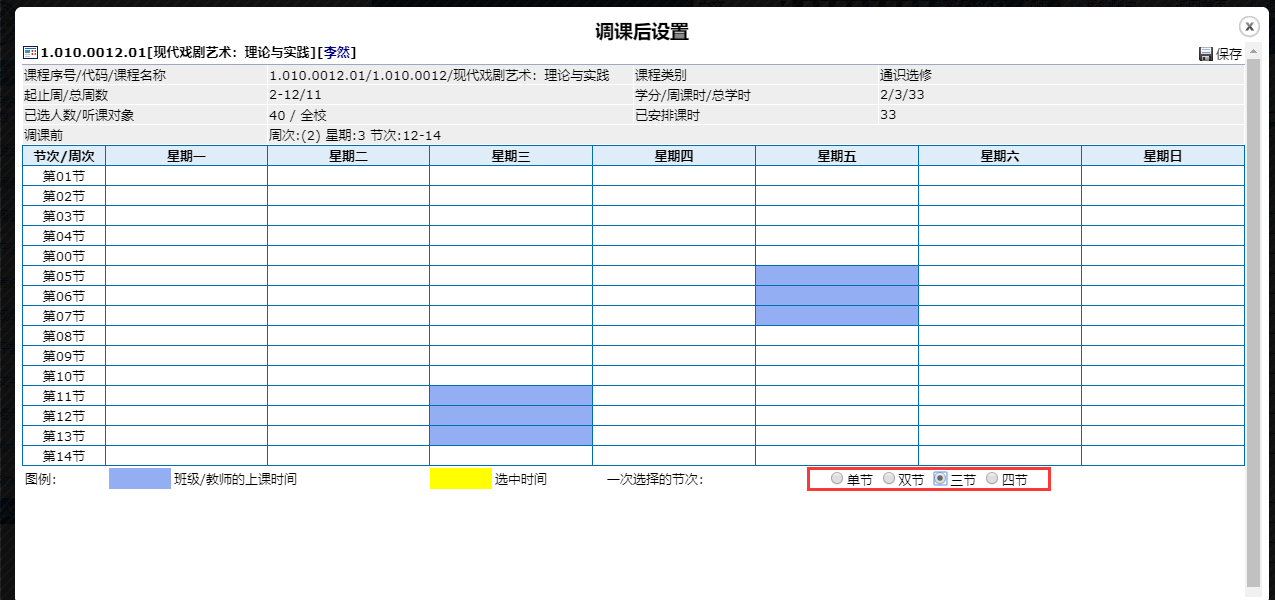 调课后设置
1.010.0012.01[现代戏剧艺术：理论与实践][李然]
保存
课程序号/代码/课程名称 1.010.0012.01/1.010.0012/现代戏剧艺术：理论与实践 课程类别 通识选修
起止周/总周数 2-12/11 学分/周课时/总学时 2/3/33
已选人数/听课对象 40 / 全校 已安排课时 33
调课前 周次:(2) 星期:3 节次:12-14
节次/周次 星期一 星期二 星期三 星期四 星期五 星期六 星期日
第01节
第02节
第03节
第04节
第00节
第05节
第06节
第07节
第08节
第09节
第10节
第11节
第12节
第13节
第14节
图例: 班级/教师的上课时间 选中时间 一次选择的节次: 单节 双节 三节 四节